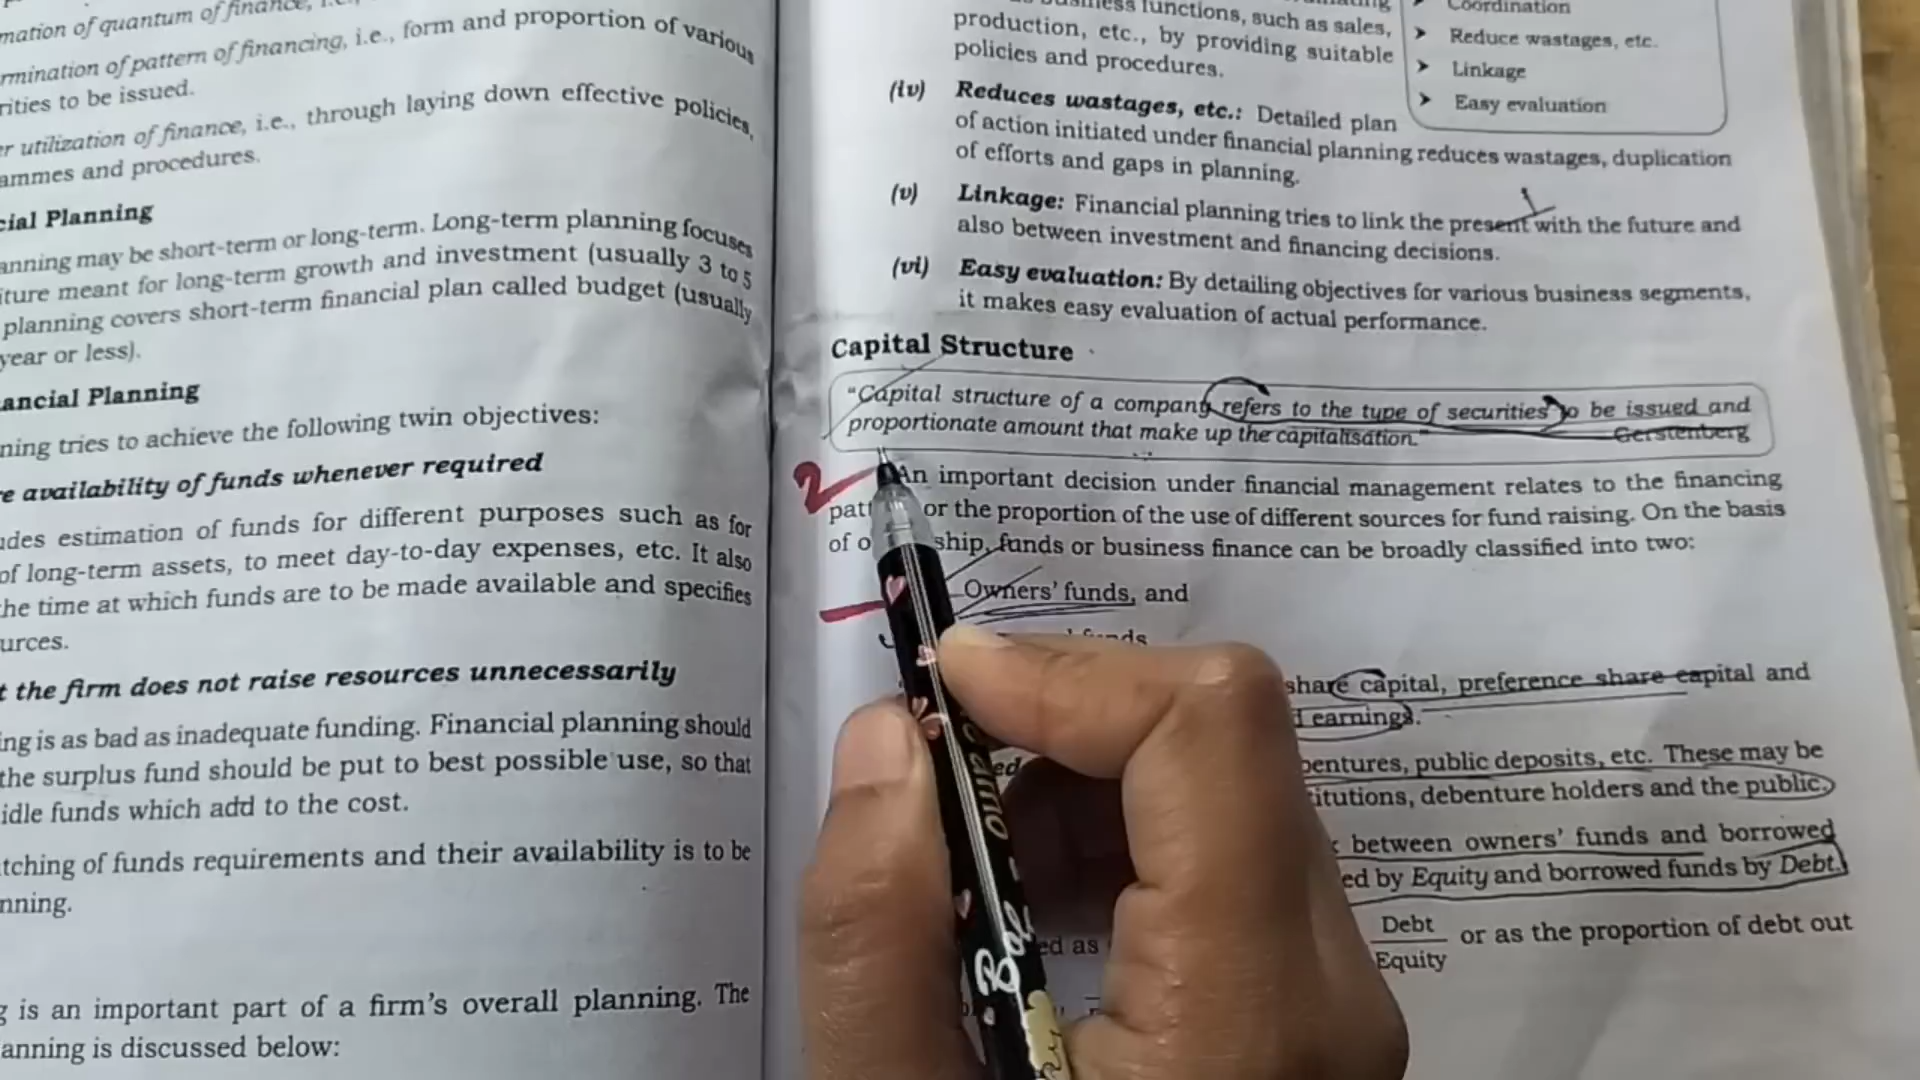 mation of quantum of finance,
rmination of pattern of financing, i.e., form and proportion of various
rities to be issued.
er utilization of finance, i.e., through laying down effective policies,
ammes and procedures.
cial Planning
anning may be short-term or long-term. Long-term planning focuses
iture meant for long-term growth and investment (usually 3 to 5
planning covers short-term financial plan called budget (usually
year or less).
ancial Planning
ning tries to achieve the following twin objectives:
e availability of funds whenever required
udes estimation of funds for different purposes such as for
of long-term assets, to meet day-to-day expenses, etc. It also
he time at which funds are to be made available and specifies
urces.
t the firm does not raise resources unnecessarily
ing is as bad as inadequate funding. Financial planning should
the surplus fund should be put to best possible use, so that
idle funds which add to the cost.
tching of funds requirements and their availability is to be
nning.
g is an important part of a firm's overall planning. The
anning is discussed below:
functions, such as sales,
production, etc., by providing suitable
policies and procedures.
➤ Coordination
➤ Reduce wastages, etc.
➤ Linkage
➤ Easy evaluation
(iv) Reduces wastages, etc.: Detailed plan
of action initiated under financial planning reduces wastages, duplication
of efforts and gaps in planning.
(v) Linkage: Financial planning tries to link the present with the future and
also between investment and financing decisions.
(vi) Easy evaluation: By detailing objectives for various business segments,
it makes easy evaluation of actual performance.
Capital Structure
"Capital structure of a company refers to the type of securities to be issued and
proportionate amount that make up the capitalisation." Gerstenberg
2
An important decision under financial management relates to the financing
pat or the proportion of the use of different sources for fund raising. On the basis
of o ship, funds or business finance can be broadly classified into two:
Owners' funds, and
funds
share capital, preference share capital and
d earnings.
ed bentures, public deposits, etc. These may be
titutions, debenture holders and the public.
between owners' funds and borrowed
ed by Equity and borrowed funds by Debt.
ed as Debt
Equity or as the proportion of debt out